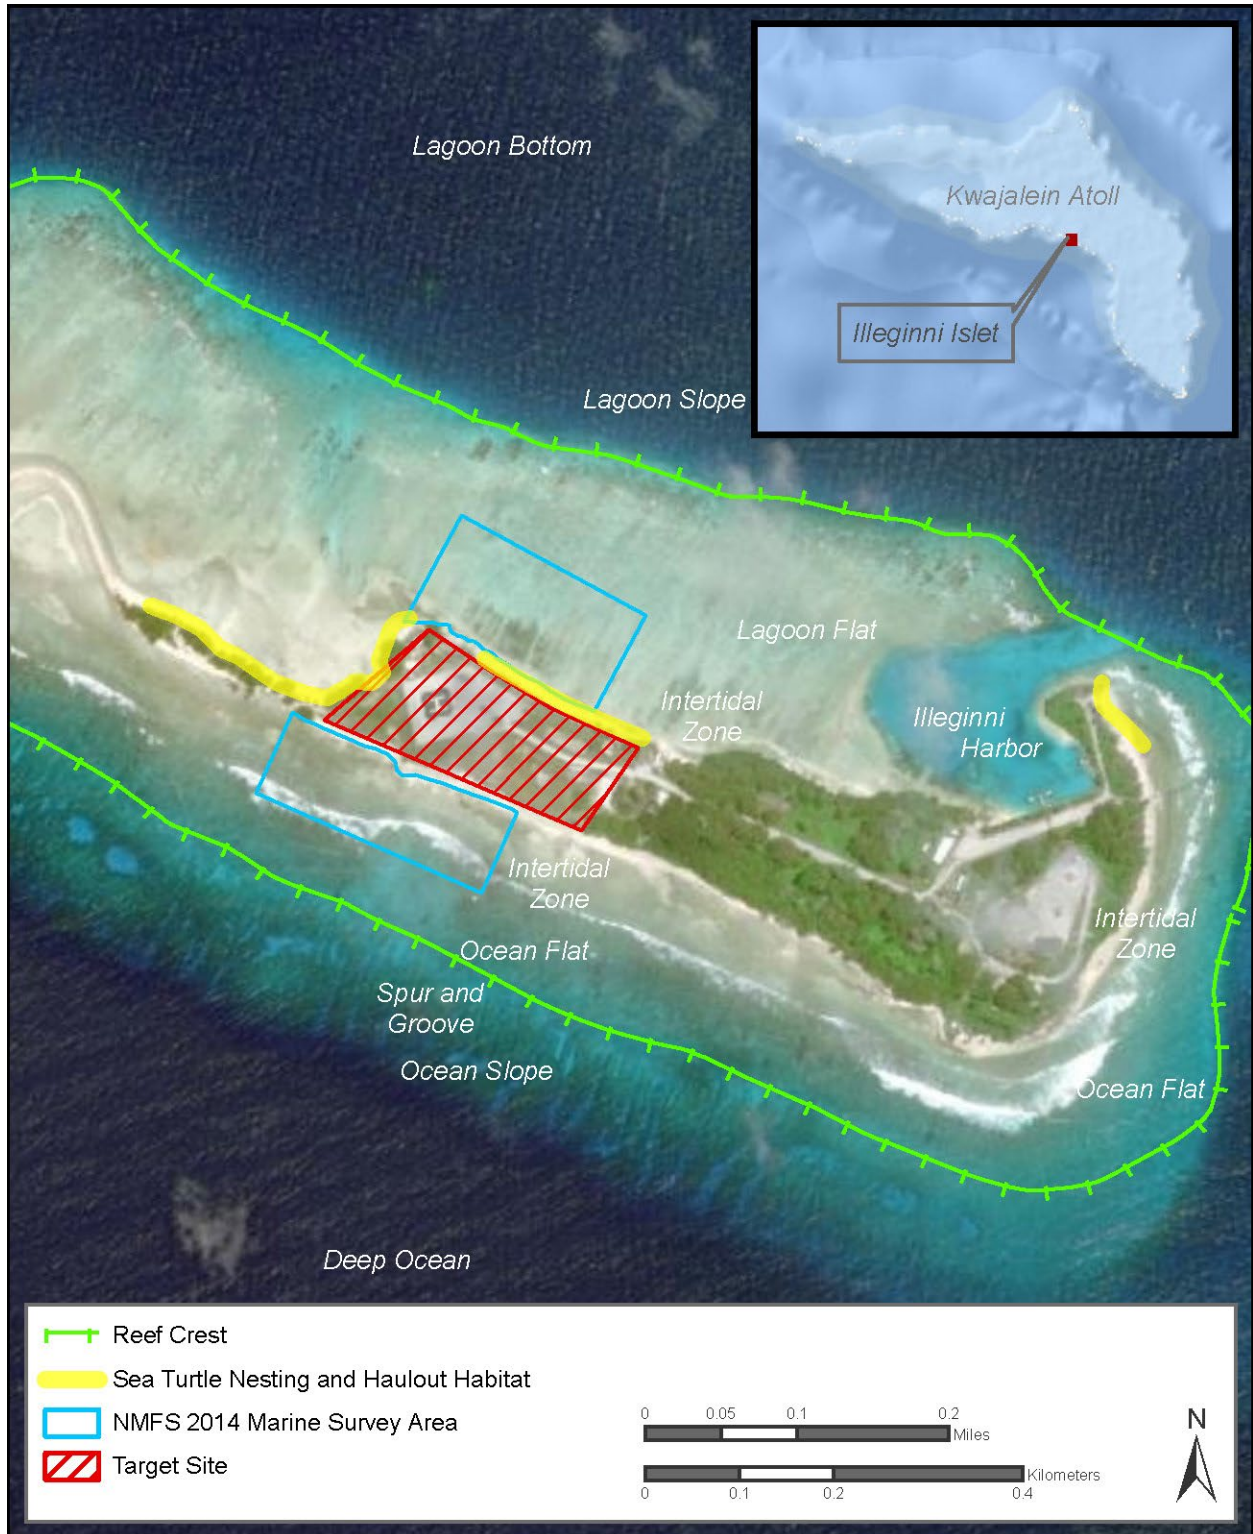 Lagoon Bottom
Kwajalein Atoll
Illeginni Islet
Lagoon Slope
Lagoon Flat
Intertidal
Zone
Illeginni
Harbor
Intertidal
Zone
Intertidal
Zone
Ocean Flat
Spur and
Groove
Ocean Slope
Ocean Flat
Deep Ocean
Reef Crest
Sea Turtle Nesting and Haulout Habitat
NMFS 2014 Marine Survey Area
Target Site
0 0.05 0.1 0.2
Miles
Kilometers
0 0.1 0.2 0.4
N